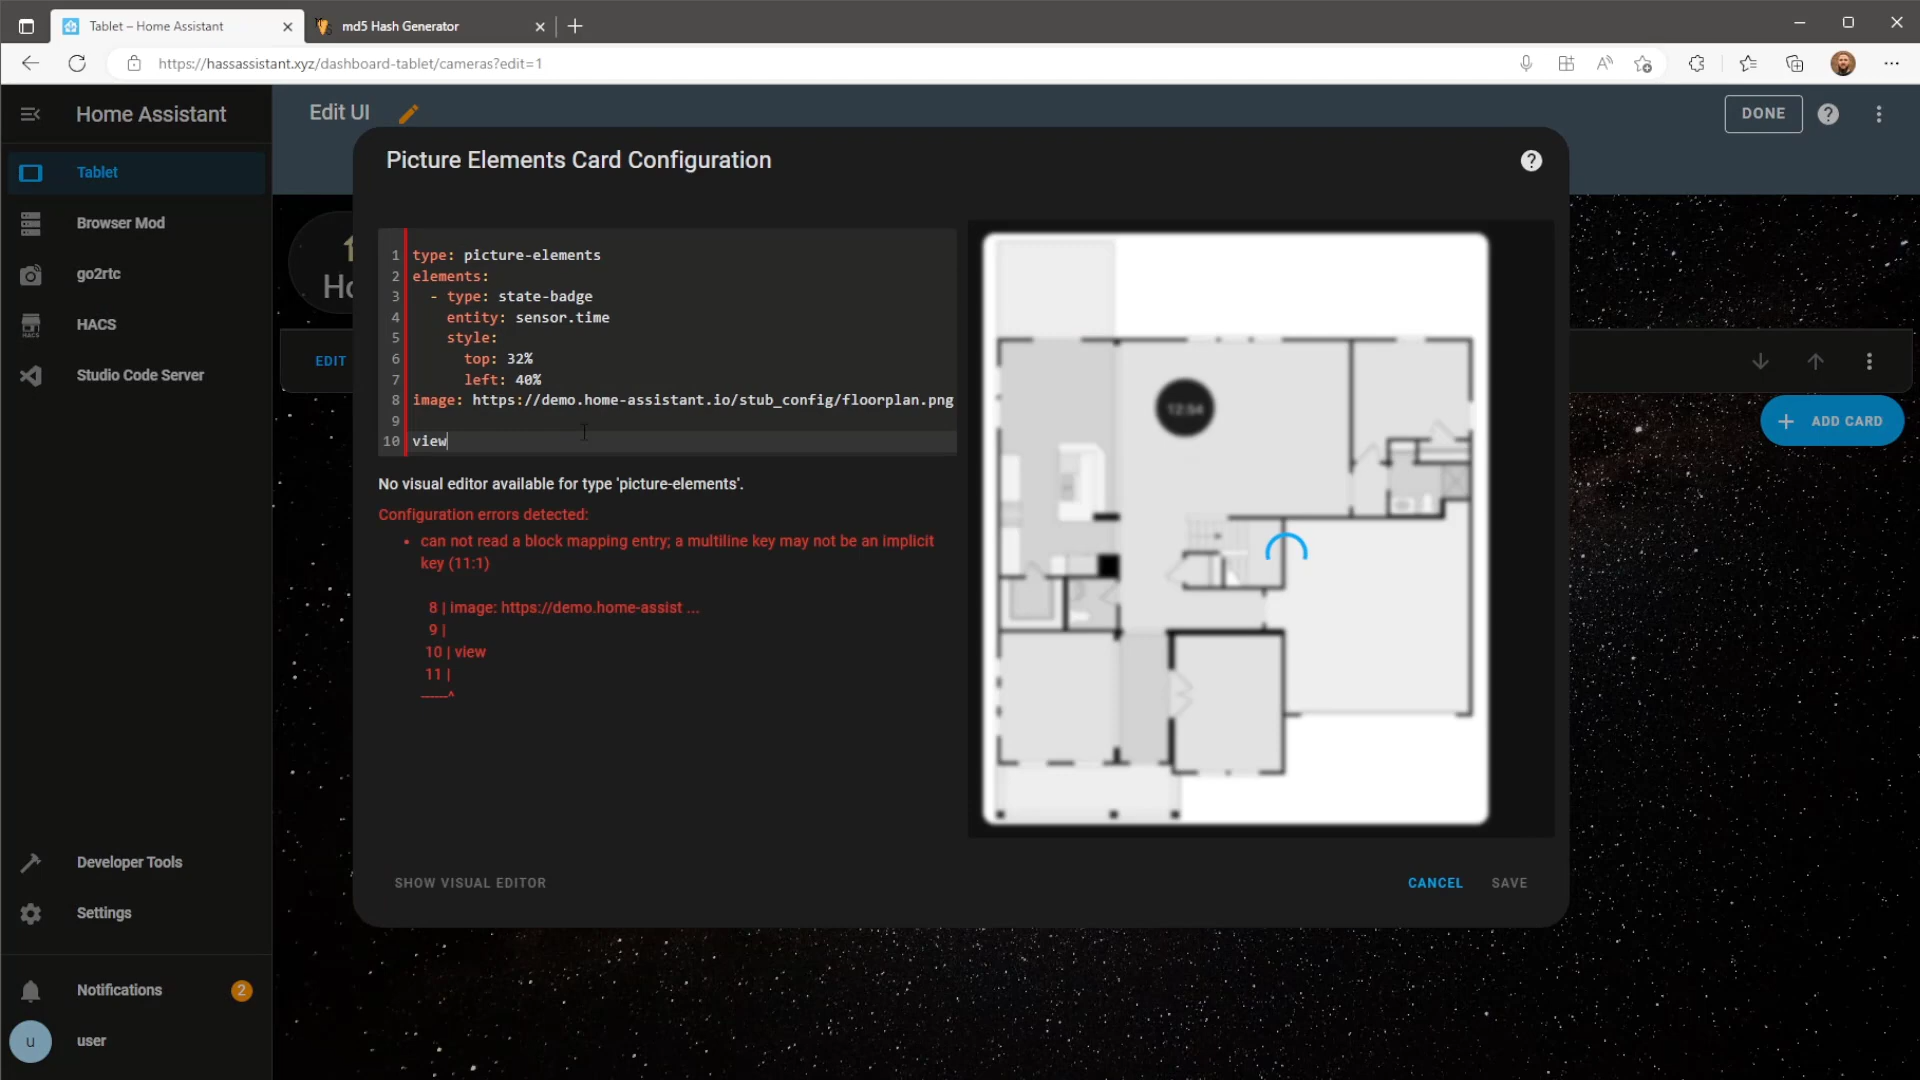 Tablet – Home Assistant
md5 Hash Generator
https://hassassistant.xyz/dashboard-tablet/cameras?edit=1
Home Assistant
Edit UI
DONE
Tablet
Browser Mod
go2rtc
HACS
Studio Code Server
Developer Tools
Settings
Notifications
2
u
user
Ho
EDIT
ADD CARD
Picture Elements Card Configuration
1 type: picture-elements
2 elements:
3 - type: state-badge
4 entity: sensor.time
5 style:
6 top: 32%
7 left: 40%
8 image: https://demo.home-assistant.io/stub_config/floorplan.png
9
10 view
No visual editor available for type 'picture-elements'.
Configuration errors detected:
• can not read a block mapping entry; a multiline key may not be an implicit
key (11:1)
8 | image: https://demo.home-assist ...
9 |
10 | view
11 |
------^
12:54
SHOW VISUAL EDITOR
CANCEL
SAVE